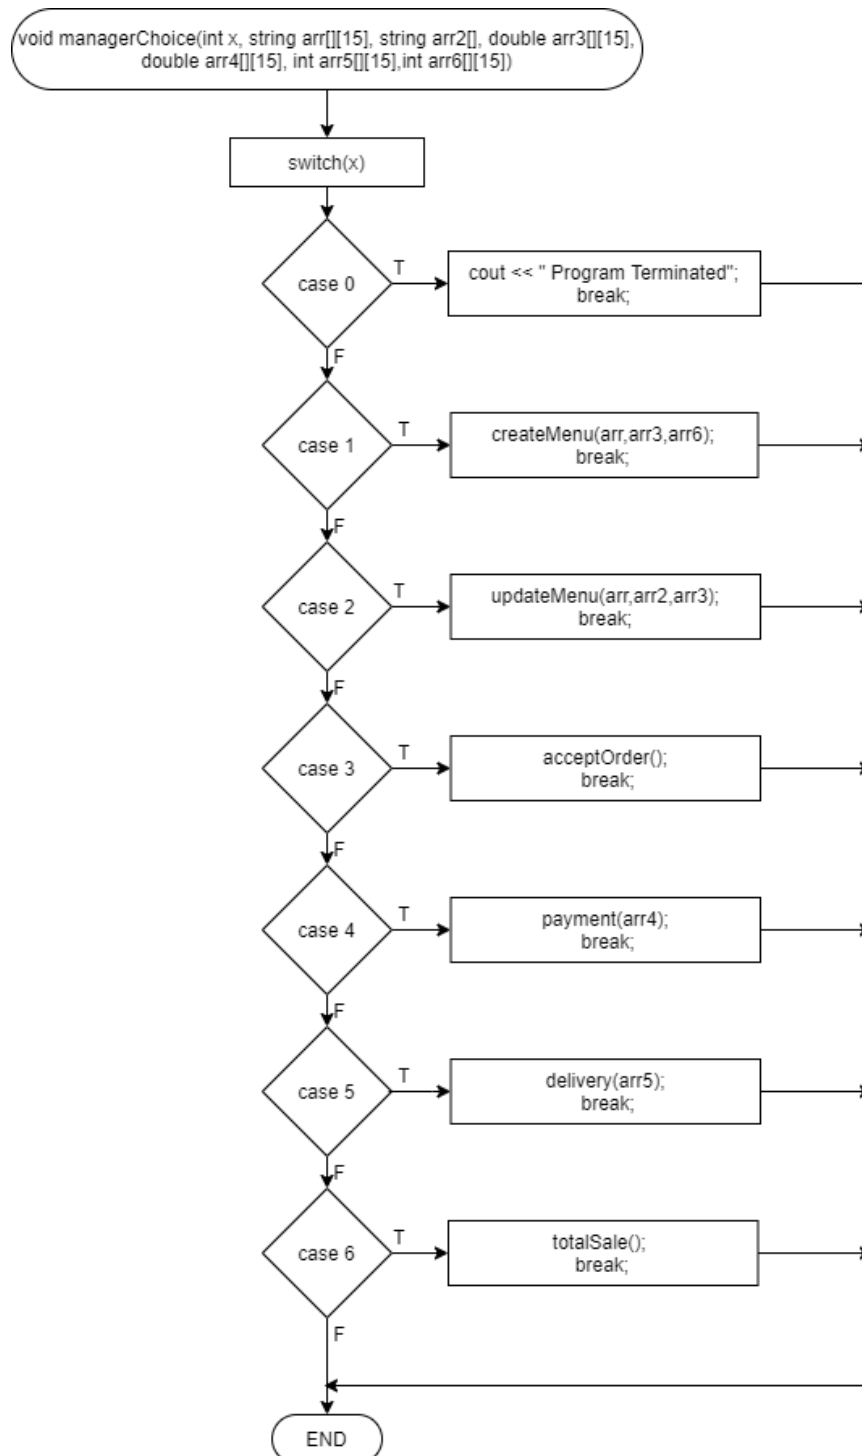 void managerChoice(int x, string arr[][15], string arr2[], double arr3[][15],
double arr4[][15], int arr5[][15],int arr6[][15])
switch(x)
case 0
T
cout << " Program Terminated";
break;
F
case 1
T
createMenu(arr,arr3,arr6);
break;
F
case 2
T
updateMenu(arr,arr2,arr3);
break;
F
case 3
T
acceptOrder();
break;
F
case 4
T
payment(arr4);
break;
F
case 5
T
delivery(arr5);
break;
F
case 6
T
totalSale();
break;
F
END